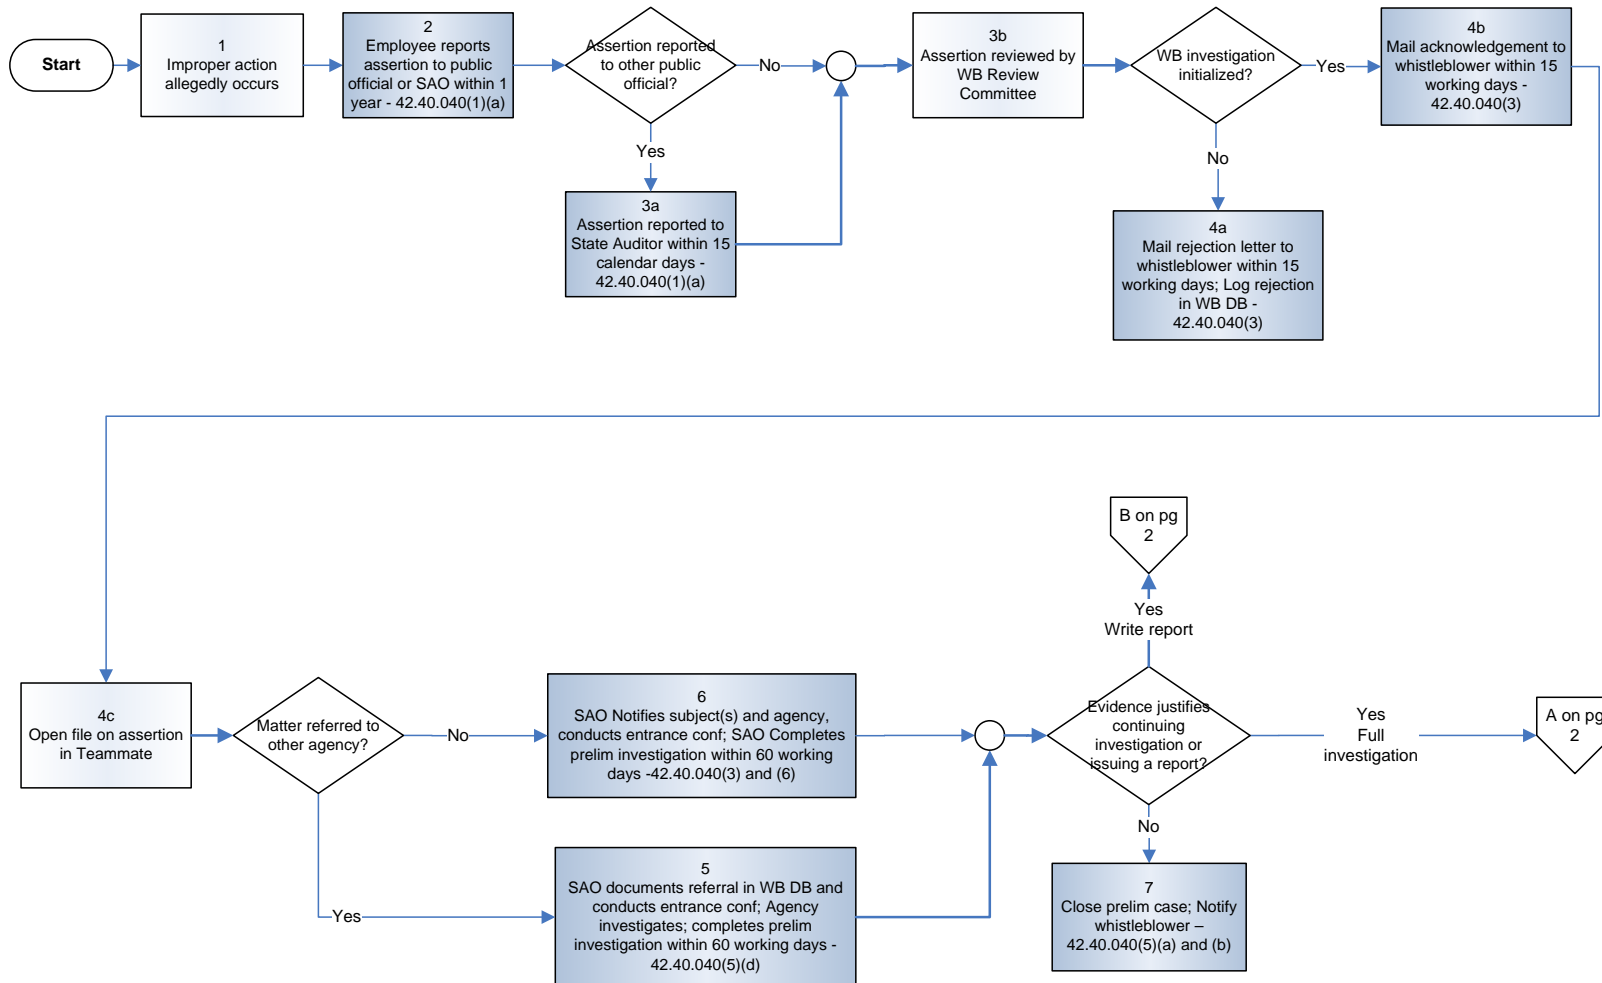 Start
1
Improper action
allegedly occurs
2
Employee reports
assertion to public
official or SAO within 1
year - 42.40.040(1)(a)
Assertion reported
to other public
official?
No
Yes
3a
Assertion reported to
State Auditor within 15
calendar days -
42.40.040(1)(a)
3b
Assertion reviewed by
WB Review
Committee
WB investigation
initialized?
Yes
No
4a
Mail rejection letter to
whistleblower within 15
working days; Log rejection
in WB DB -
42.40.040(3)
4b
Mail acknowledgement to
whistleblower within 15
working days -
42.40.040(3)
4c
Open file on assertion
in Teammate
Matter referred to
other agency?
No
Yes
6
SAO Notifies subject(s) and agency,
conducts entrance conf; SAO Completes
prelim investigation within 60 working
days -42.40.040(3) and (6)
5
SAO documents referral in WB DB and
conducts entrance conf; Agency
investigates; completes prelim
investigation within 60 working days -
42.40.040(5)(d)
Evidence justifies
continuing
investigation or
issuing a report?
Yes
Write report
B on pg
2
Yes
Full
investigation
A on pg
2
No
7
Close prelim case; Notify
whistleblower –
42.40.040(5)(a) and (b)